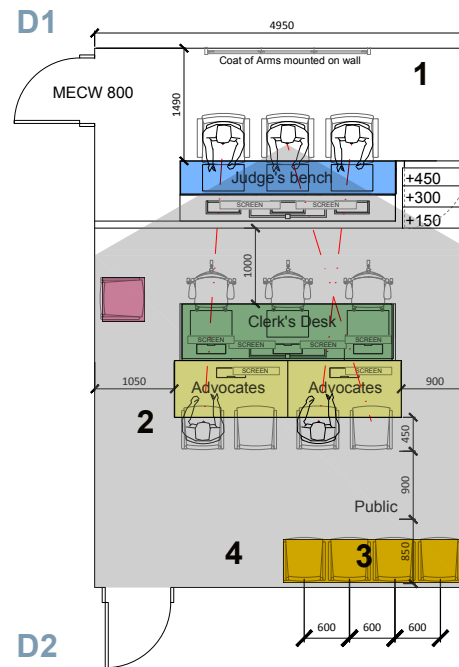 D1
4950
Coat of Arms mounted on wall
1
MECW 800
1490
Judge's bench
+450
+300
+150
SCREEN
SCREEN
1000
Clerk's Desk
SCREEN
SCREEN
SCREEN
SCREEN
SCREEN
SCREEN
Advocates
Advocates
1050
900
2
450
900
Public
4
3
850
600
600
600
D2